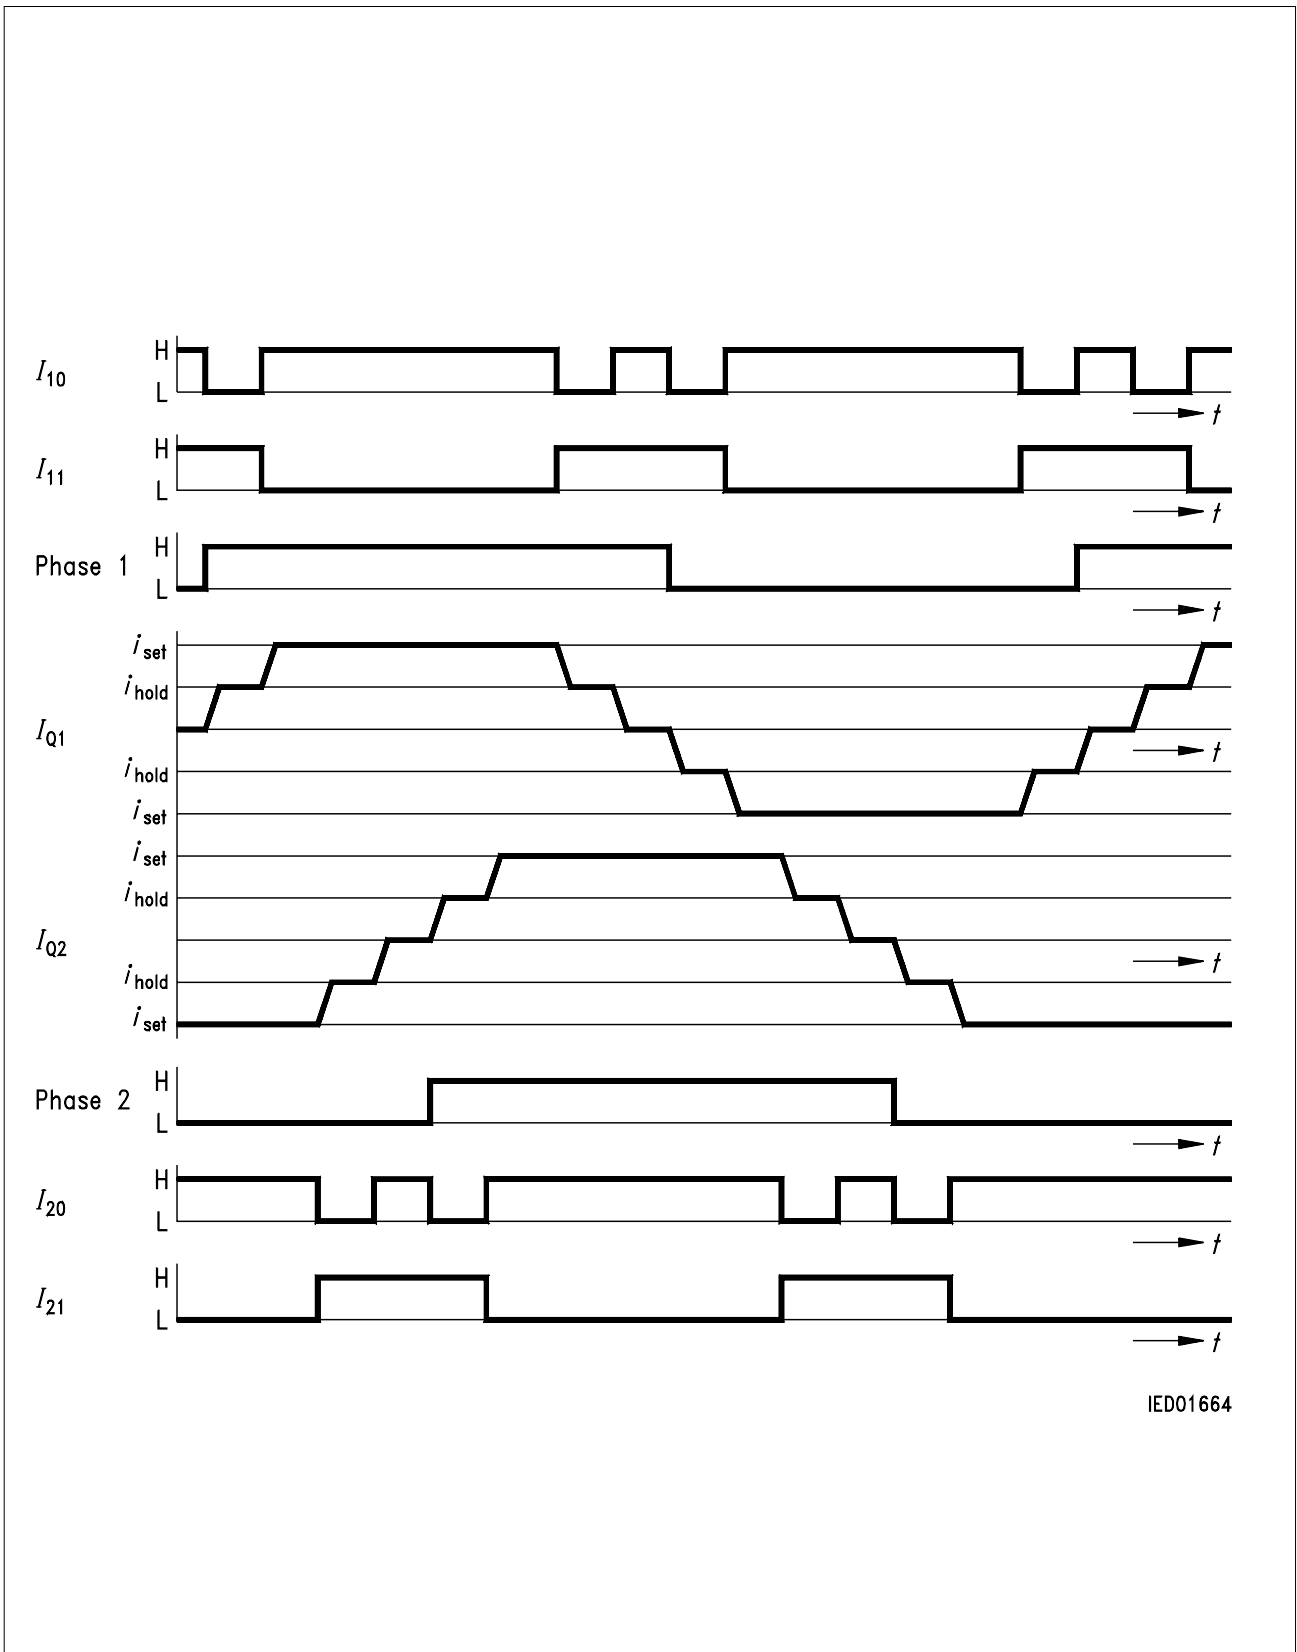 H
I10
L
t
H
I11
L
t
H
Phase 1
L
t
iset
ihold
IQ1
t
ihold
iset
iset
ihold
IQ2
t
ihold
iset
H
Phase 2
L
t
H
I20
L
t
H
I21
L
t
IED01664